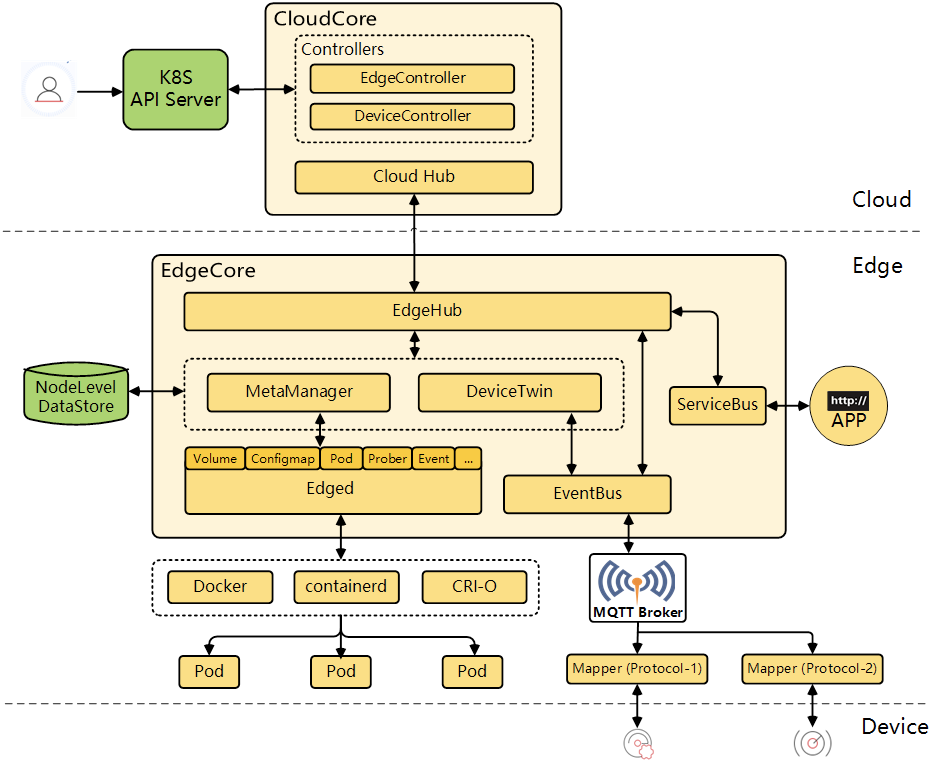 CloudCore
Controllers
EdgeController
DeviceController
K8S
API Server
Cloud Hub
Cloud
Edge
EdgeCore
EdgeHub
NodeLevel
DataStore
MetaManager
DeviceTwin
ServiceBus
http://
APP
Volume
Configmap
Pod
Prober
Event
...
Edged
EventBus
Docker
containerd
CRI-O
MQTT Broker
Pod
Pod
Pod
Mapper (Protocol-1)
Mapper (Protocol-2)
Device